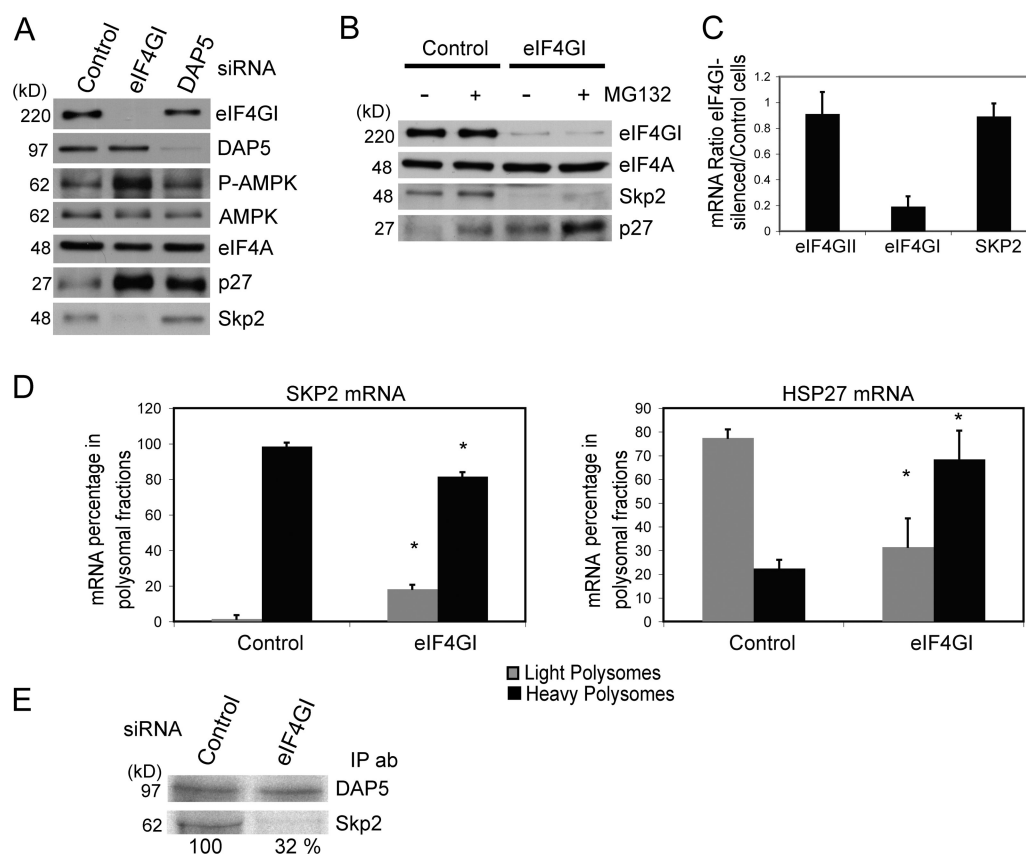 A
Control
eIF4GI
DAP5
siRNA
(kD)
220 eIF4GI
97 DAP5
62 P-AMPK
62 AMPK
48 eIF4A
27 p27
48 Skp2
B
Control eIF4GI
- + - + MG132
(kD)
220 eIF4GI
48 eIF4A
48 Skp2
27 p27
C
mRNA Ratio eIF4GI-
silenced/Control cells
1.2
1
0.8
0.6
0.4
0.2
0
eIF4GII eIF4GI SKP2
D
SKP2 mRNA
mRNA percentage in
polysomal fractions
120
100
80
60
40
20
0
* *
Control eIF4GI
HSP27 mRNA
mRNA percentage in
polysomal fractions
90
80
70
60
50
40
30
20
10
0
* *
Control eIF4GI
Light Polysomes
Heavy Polysomes
E
siRNA
Control
eIF4GI
(kD) IP ab
97 DAP5
62 Skp2
100 32 %